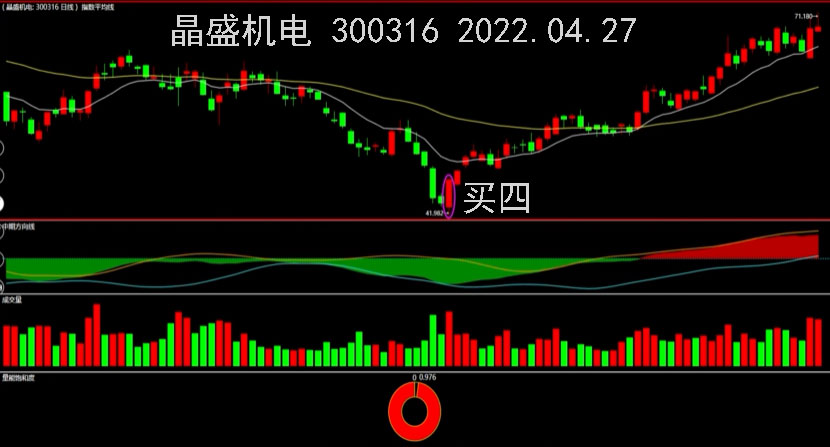 (晶盛机电: 300316 日线) 指数平均线
晶盛机电 300316 2022.04.27
71.180→
买四
41.982→
中期方向线
成交量
量能饱和度
0 0.976